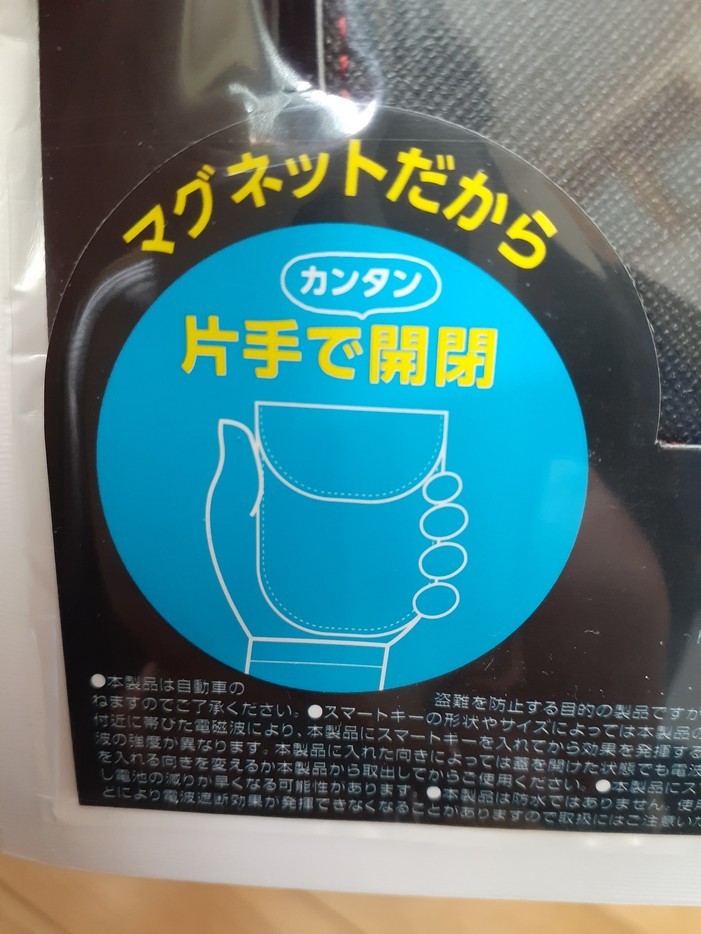 マグネットだから
カンタン
片手で開閉
●本製品は自動車の
盗難を防止する目的の製品ですが
ねますのでご了承ください。●スマートキーの形状やサイズによっては本製品の
付近に帯びた電磁波により、本製品にスマートキーを入れてから効果を発揮する
波の強度が異なります。本製品に入れた向きによっては蓋を開けた状態でも電波
を入れる向きを変えるか本製品から取出してからご使用ください。●本製品にス
し電池の減りが早くなる可能性があります。●本製品は防水ではありません。使用
とにより電波遮断効果が発揮できなくなることがありますので取扱にはご注意いた